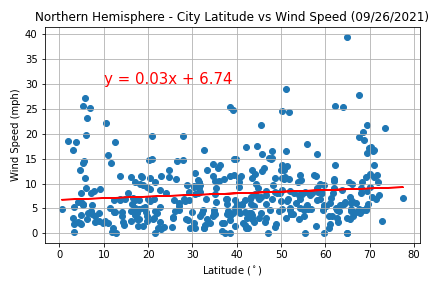 Northern Hemisphere - City Latitude vs Wind Speed (09/26/2021)
40
35
30
25
20
15
10
5
0
Wind Speed (mph)
y = 0.03x + 6.74
0 10 20 30 40 50 60 70 80
Latitude (°)